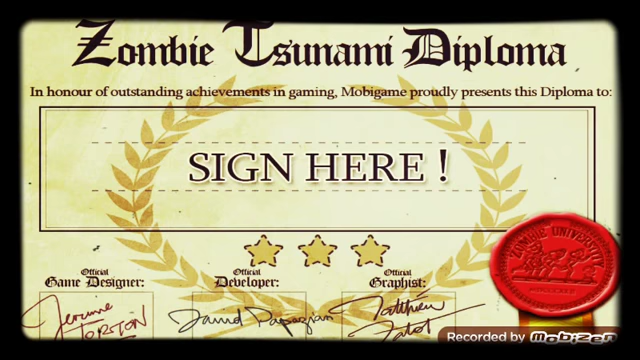 Zombie Tsunami Diploma
In honour of outstanding achievements in gaming, Mobigame proudly presents this Diploma to:
SIGN HERE !
Official Official Official
Game Designer: Developer: Graphist:
ZOMBIE UNIVERSITY
Recorded by Mobizen